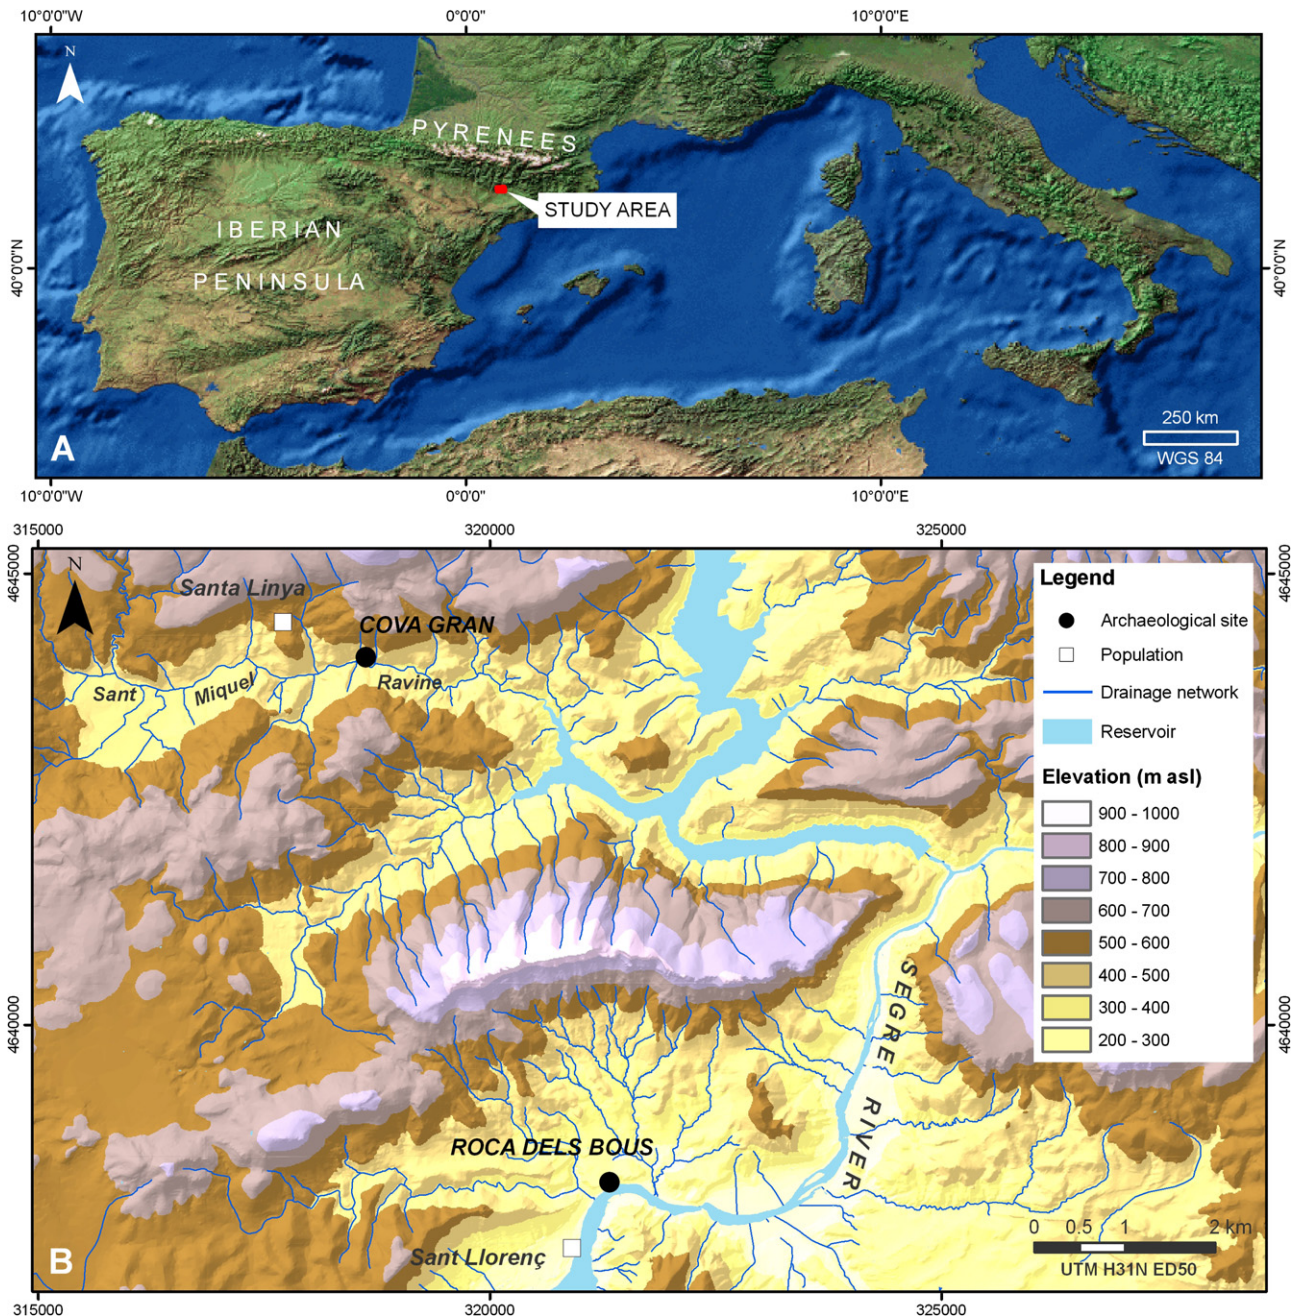 10°0'0"W 0°0'0" 10°0'0"E
N
PYRENEES
STUDY AREA
IBERIAN
PENINSULA
40°0'0"N 40°0'0"N
250 km
WGS 84
A
10°0'0"W 0°0'0" 10°0'0"E
315000 320000 325000
4645000 4645000
N
Santa Linya
COVA GRAN
Sant Miquel Ravine
Legend
Archaeological site
Population
Drainage network
Reservoir
Elevation (m asl)
900 - 1000
800 - 900
700 - 800
600 - 700
500 - 600
400 - 500
300 - 400
200 - 300
4640000 4640000
SEGRE RIVER
ROCA DELS BOUS
Sant Llorenç
0 0.5 1 2 km
UTM H31N ED50
B
315000 320000 325000